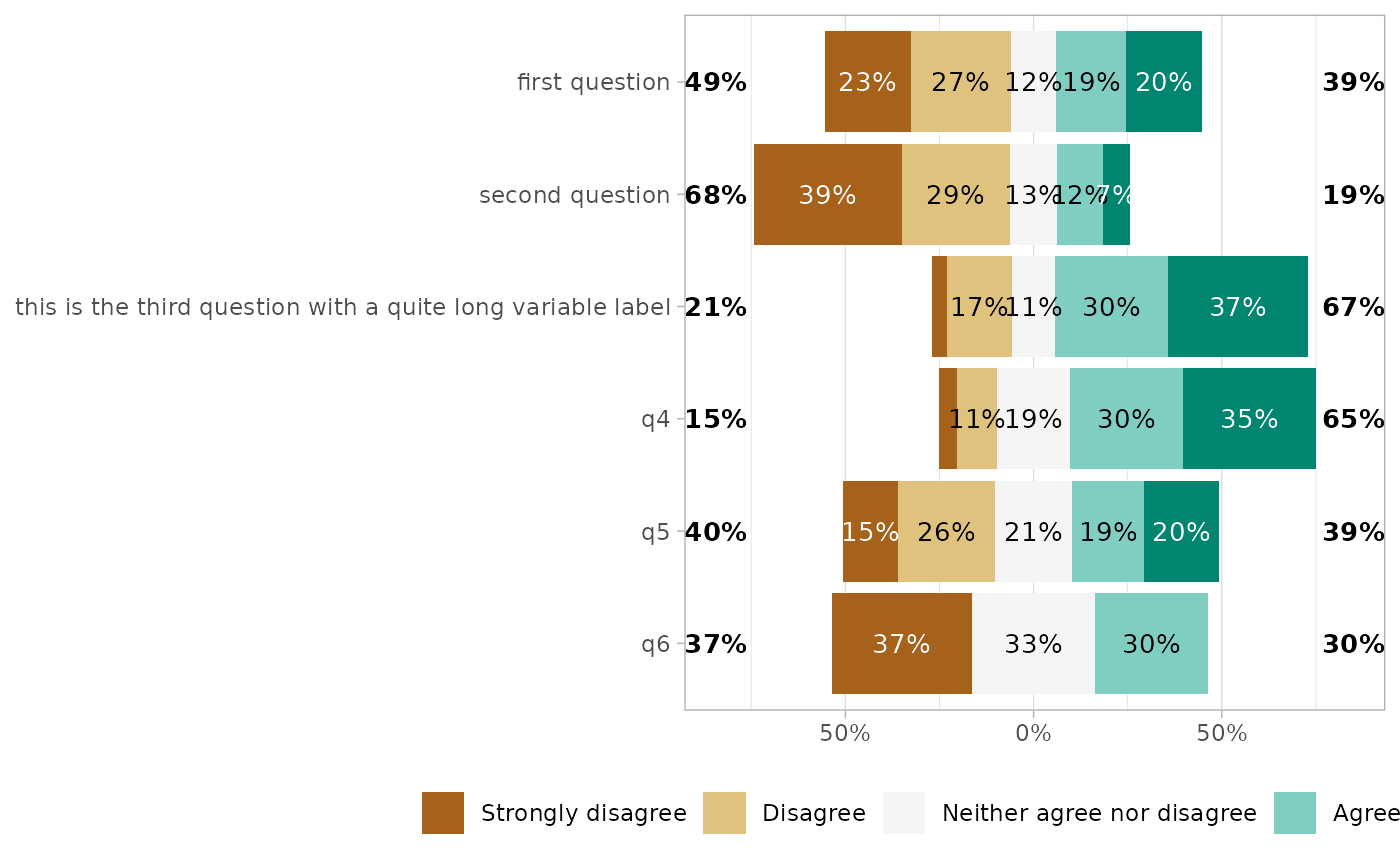 first question 49% 23% 27% 12% 19% 20% 39%
second question 68% 39% 29% 13% 12% 7% 19%
this is the third question with a quite long variable label 21% 17% 11% 30% 37% 67%
q4 15% 11% 19% 30% 35% 65%
q5 40% 15% 26% 21% 19% 20% 39%
q6 37% 37% 33% 30% 30%
50% 0% 50%
Strongly disagree Disagree Neither agree nor disagree Agree